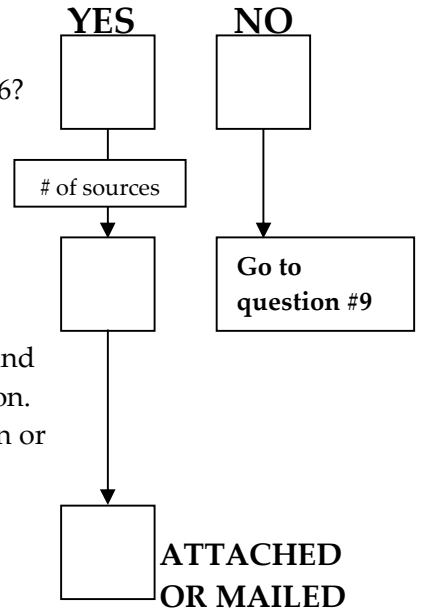 YES NO
6?
# of sources
Go to
question #9
nd
on.
n or
ATTACHED
OR MAILED